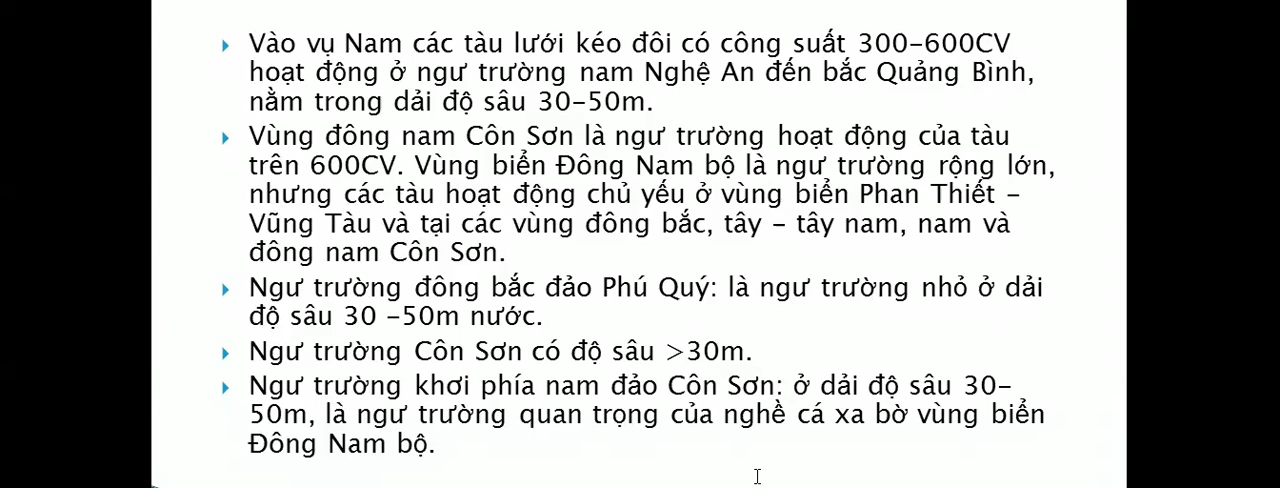 Vào vụ Nam các tàu lưới kéo đôi có công suất 300-600CV
hoạt động ở ngư trường nam Nghệ An đến bắc Quảng Bình,
nằm trong dải độ sâu 30-50m.
Vùng đông nam Côn Sơn là ngư trường hoạt động của tàu
trên 600CV. Vùng biển Đông Nam bộ là ngư trường rộng lớn,
nhưng các tàu hoạt động chủ yếu ở vùng biển Phan Thiết -
Vũng Tàu và tại các vùng đông bắc, tây - tây nam, nam và
đông nam Côn Sơn.
Ngư trường đông bắc đảo Phú Quý: là ngư trường nhỏ ở dải
độ sâu 30 -50m nước.
Ngư trường Côn Sơn có độ sâu >30m.
Ngư trường khơi phía nam đảo Côn Sơn: ở dải độ sâu 30-
50m, là ngư trường quan trọng của nghề cá xa bờ vùng biển
Đông Nam bộ.